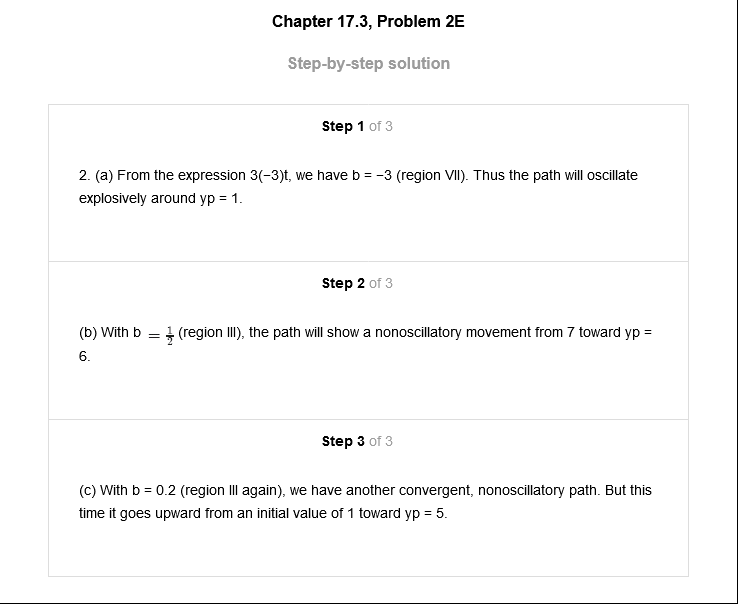 Chapter 17.3, Problem 2E
Step-by-step solution
Step 1 of 3
2. (a) From the expression 3(−3)t, we have b = −3 (region VII). Thus the path will oscillate
explosively around yp = 1.
Step 2 of 3
(b) With b = 1/2 (region III), the path will show a nonoscillatory movement from 7 toward yp =
6.
Step 3 of 3
(c) With b = 0.2 (region III again), we have another convergent, nonoscillatory path. But this
time it goes upward from an initial value of 1 toward yp = 5.